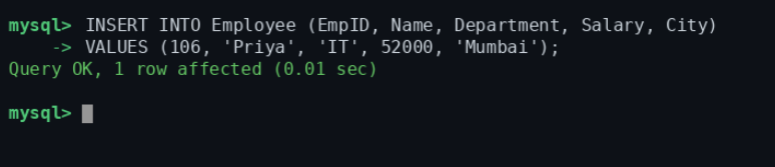 mysql> INSERT INTO Employee (EmpID, Name, Department, Salary, City)
    -> VALUES (106, 'Priya', 'IT', 52000, 'Mumbai');
Query OK, 1 row affected (0.01 sec)
mysql>